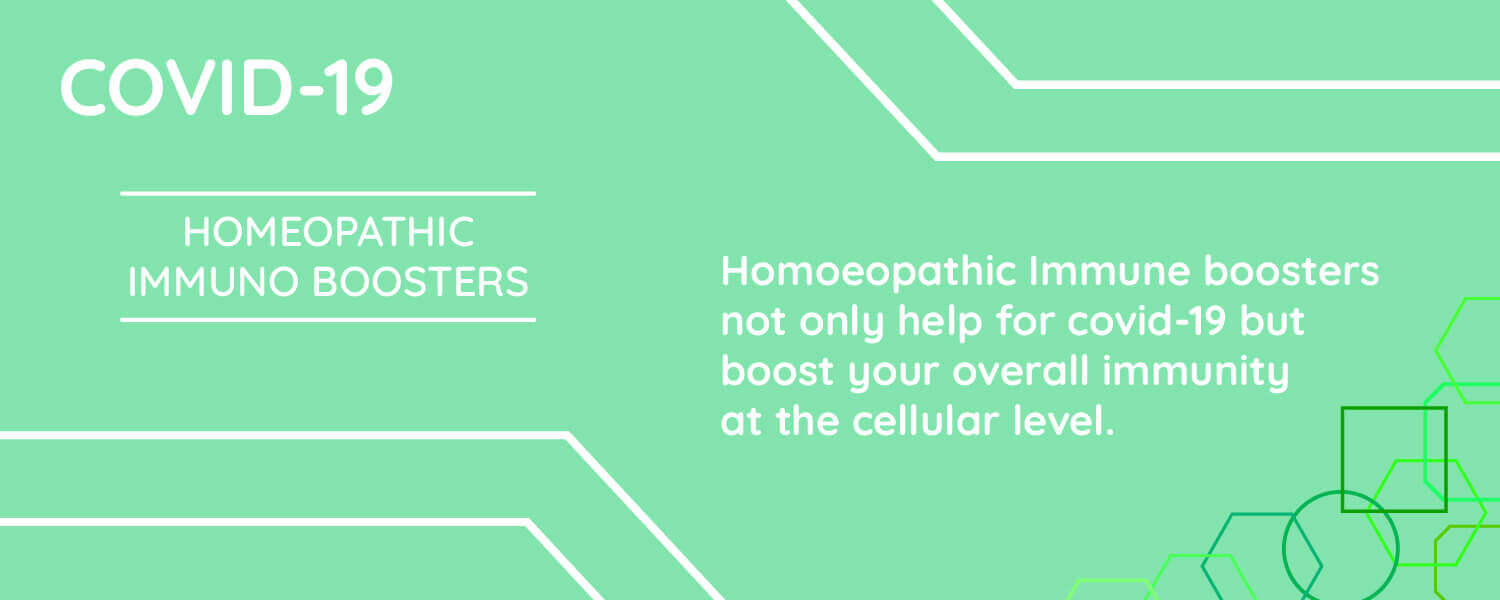 COVID-19
HOMEOPATHIC
IMMUNO BOOSTERS
Homoeopathic Immune boosters
not only help for covid-19 but
boost your overall immunity
at the cellular level.